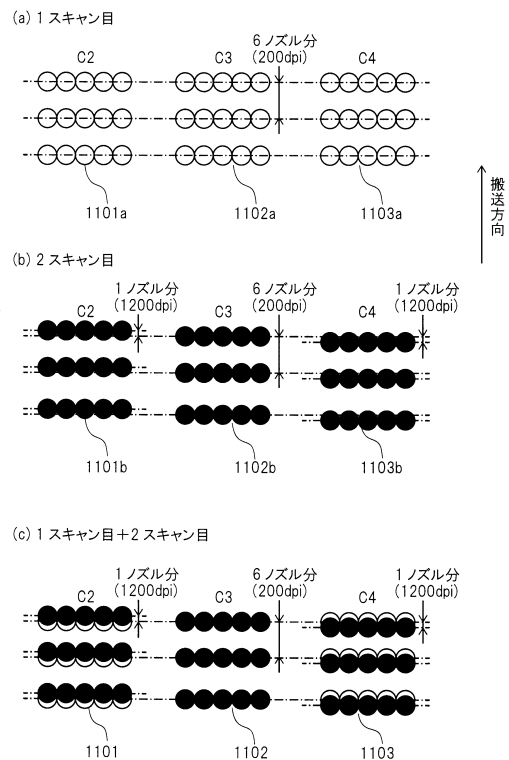 (a) 1 スキャン目
C2
C3
6 ノズル分
(200dpi)
C4
1101a
1102a
1103a
搬送方向
(b) 2 スキャン目
1 ノズル分
(1200dpi)
C2
C3
6 ノズル分
(200dpi)
C4
1 ノズル分
(1200dpi)
1101b
1102b
1103b
(c) 1 スキャン目+2 スキャン目
1 ノズル分
(1200dpi)
C2
C3
6 ノズル分
(200dpi)
C4
1 ノズル分
(1200dpi)
1101
1102
1103